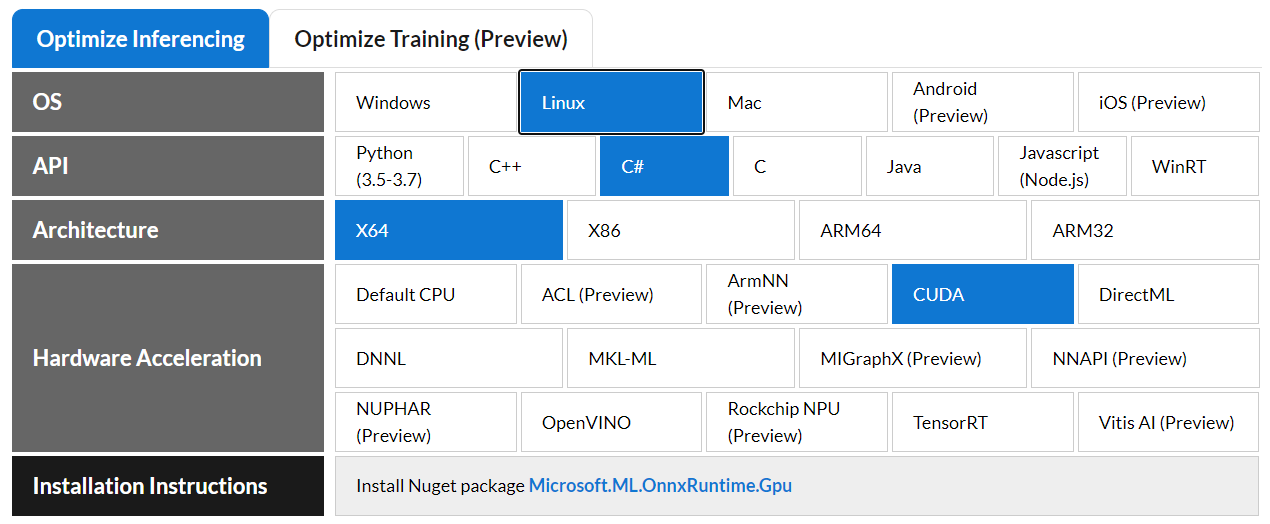 Optimize Inferencing
Optimize Training (Preview)
OS
Windows
Linux
Mac
Android
(Preview)
iOS (Preview)
API
Python
(3.5-3.7)
C++
C#
C
Java
Javascript
(Node.js)
WinRT
Architecture
X64
X86
ARM64
ARM32
Hardware Acceleration
Default CPU
ACL (Preview)
ArmNN
(Preview)
CUDA
DirectML
DNNL
MKL-ML
MIGraphX (Preview)
NNAPI (Preview)
NUPHAR
(Preview)
OpenVINO
Rockchip NPU
(Preview)
TensorRT
Vitis AI (Preview)
Installation Instructions
Install Nuget package Microsoft.ML.OnnxRuntime.Gpu